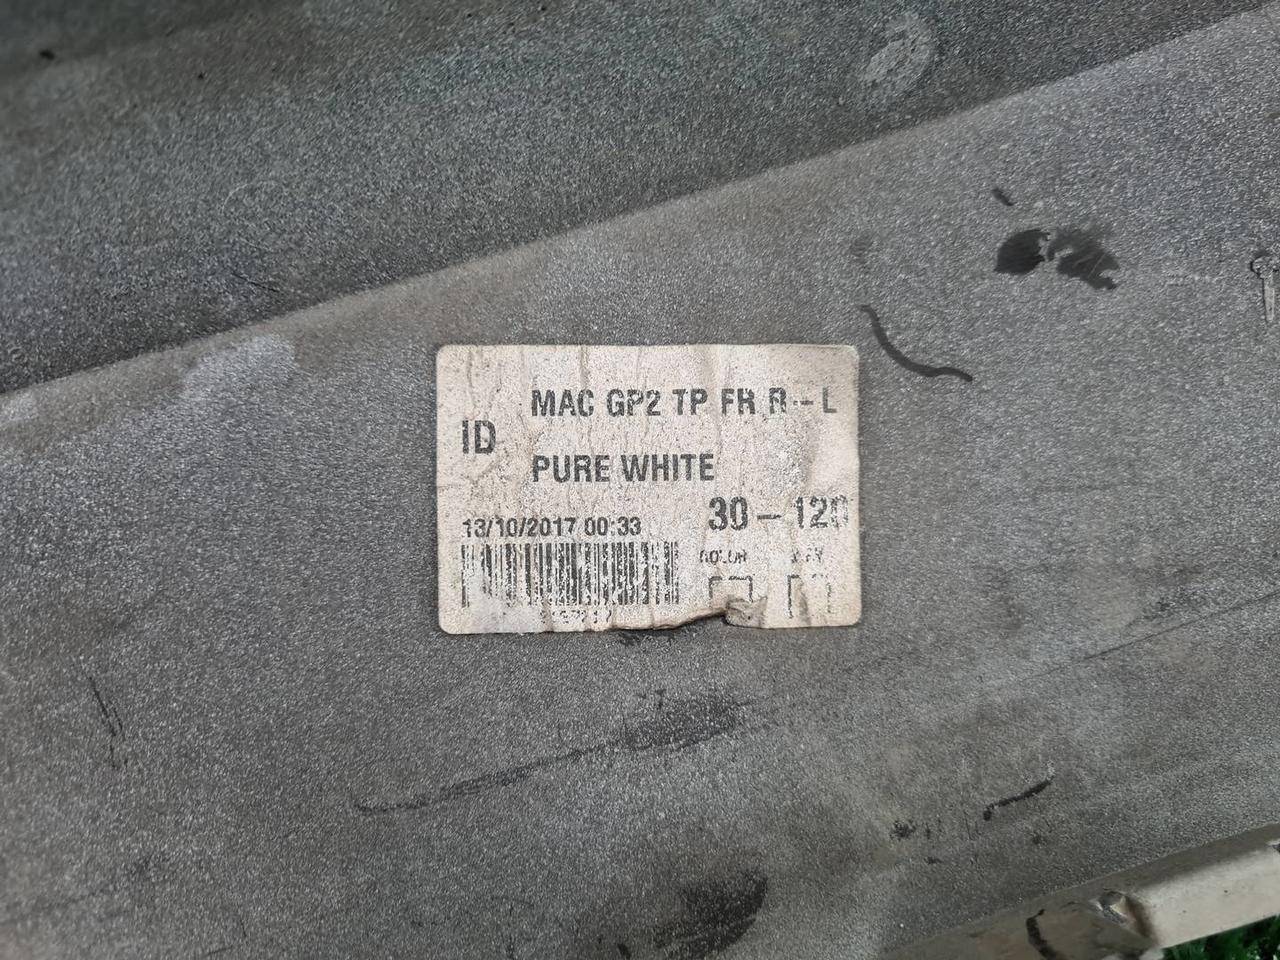 MAC GP2 TP FR R--L
ID
PURE WHITE
30-120
13/10/2017 00:33
COLOR